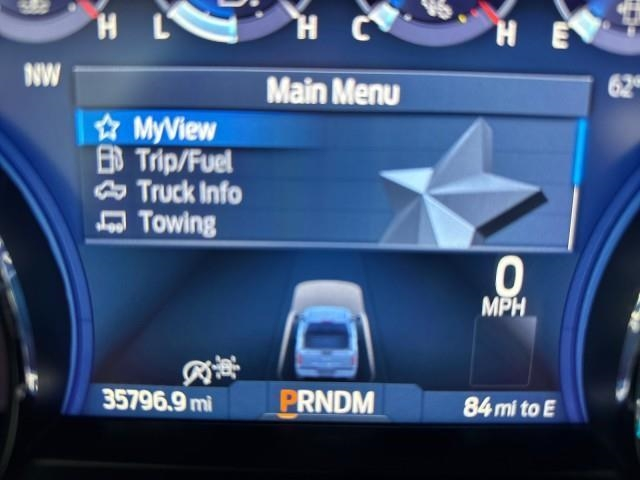 H L H C H E
NW
62°
Main Menu
MyView
Trip/Fuel
Truck Info
Towing
0
MPH
35796.9 mi
PRNDM
84 mi to E